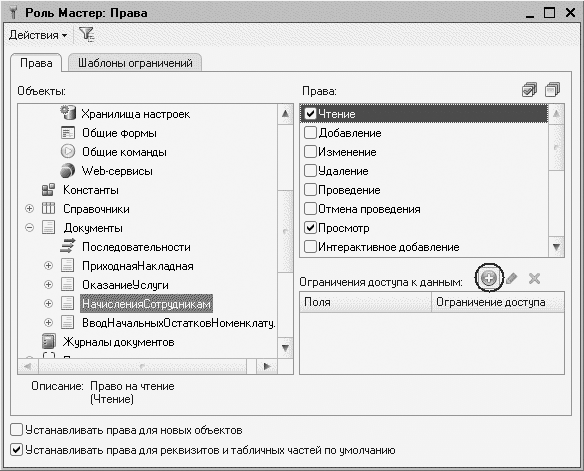 Роль Мастер: Права
Действия
Права
Шаблоны ограничений
Объекты:
Хранилища настроек
Общие формы
Общие команды
Web-сервисы
Константы
Справочники
Документы
Последовательности
ПриходнаяНакладная
ОказаниеУслуги
НачисленияСотрудникам
ВводНачальныхОстатковНоменклату.
Журналы документов
Описание: Право на чтение
(Чтение)
Права:
Чтение
Добавление
Изменение
Удаление
Проведение
Отмена проведения
Просмотр
Интерактивное добавление
Ограничения доступа к данным:
Поля Ограничение доступа
Устанавливать права для новых объектов
Устанавливать права для реквизитов и табличных частей по умолчанию